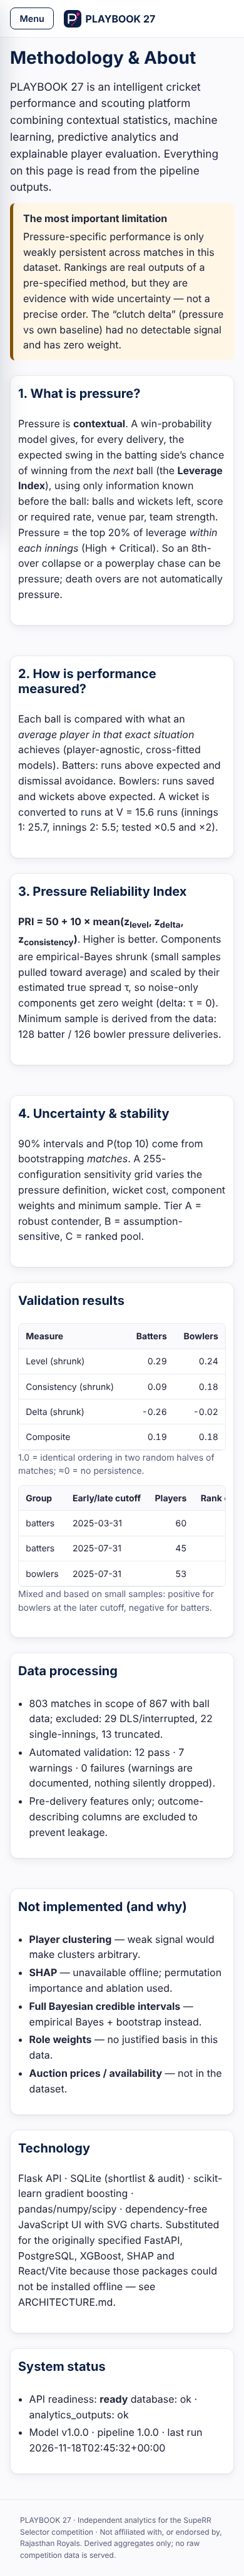 Menu
PLAYBOOK 27
Methodology & About
PLAYBOOK 27 is an intelligent cricket
performance and scouting platform
combining contextual statistics, machine
learning, predictive analytics and
explainable player evaluation. Everything
on this page is read from the pipeline
outputs.
The most important limitation
Pressure-specific performance is only
weakly persistent across matches in this
dataset. Rankings are real outputs of a
pre-specified method, but they are
evidence with wide uncertainty — not a
precise order. The “clutch delta” (pressure
vs own baseline) had no detectable signal
and has zero weight.
1. What is pressure?
Pressure is contextual. A win-probability
model gives, for every delivery, the
expected swing in the batting side’s chance
of winning from the next ball (the Leverage
Index), using only information known
before the ball: balls and wickets left, score
or required rate, venue par, team strength.
Pressure = the top 20% of leverage within
each innings (High + Critical). So an 8th-
over collapse or a powerplay chase can be
pressure; death overs are not automatically
pressure.
2. How is performance
measured?
Each ball is compared with what an
average player in that exact situation
achieves (player-agnostic, cross-fitted
models). Batters: runs above expected and
dismissal avoidance. Bowlers: runs saved
and wickets above expected. A wicket is
converted to runs at V = 15.6 runs (innings
1: 25.7, innings 2: 5.5; tested ×0.5 and ×2).
3. Pressure Reliability Index
PRI = 50 + 10 × mean(zlevel, zdelta,
zconsistency). Higher is better. Components
are empirical-Bayes shrunk (small samples
pulled toward average) and scaled by their
estimated true spread τ, so noise-only
components get zero weight (delta: τ = 0).
Minimum sample is derived from the data:
128 batter / 126 bowler pressure deliveries.
4. Uncertainty & stability
90% intervals and P(top 10) come from
bootstrapping matches. A 255-
configuration sensitivity grid varies the
pressure definition, wicket cost, component
weights and minimum sample. Tier A =
robust contender, B = assumption-
sensitive, C = ranked pool.
Validation results
Measure Batters Bowlers
Level (shrunk) 0.29 0.24
Consistency (shrunk) 0.09 0.18
Delta (shrunk) -0.26 -0.02
Composite 0.19 0.18
1.0 = identical ordering in two random halves of
matches; ≈0 = no persistence.
Group Early/late cutoff Players Rank
batters 2025-03-31 60
batters 2025-07-31 45
bowlers 2025-07-31 53
Mixed and based on small samples: positive for
bowlers at the later cutoff, negative for batters.
Data processing
• 803 matches in scope of 867 with ball
data; excluded: 29 DLS/interrupted, 22
single-innings, 13 truncated.
• Automated validation: 12 pass · 7
warnings · 0 failures (warnings are
documented, nothing silently dropped).
• Pre-delivery features only; outcome-
describing columns are excluded to
prevent leakage.
Not implemented (and why)
• Player clustering — weak signal would
make clusters arbitrary.
• SHAP — unavailable offline; permutation
importance and ablation used.
• Full Bayesian credible intervals —
empirical Bayes + bootstrap instead.
• Role weights — no justified basis in this
data.
• Auction prices / availability — not in the
dataset.
Technology
Flask API · SQLite (shortlist & audit) · scikit-
learn gradient boosting ·
pandas/numpy/scipy · dependency-free
JavaScript UI with SVG charts. Substituted
for the originally specified FastAPI,
PostgreSQL, XGBoost, SHAP and
React/Vite because those packages could
not be installed offline — see
ARCHITECTURE.md.
System status
• API readiness: ready database: ok ·
analytics_outputs: ok
• Model v1.0.0 · pipeline 1.0.0 · last run
2026-11-18T02:45:32+00:00
PLAYBOOK 27 · Independent analytics for the SupeRR
Selector competition · Not affiliated with, or endorsed by,
Rajasthan Royals. Derived aggregates only; no raw
competition data is served.